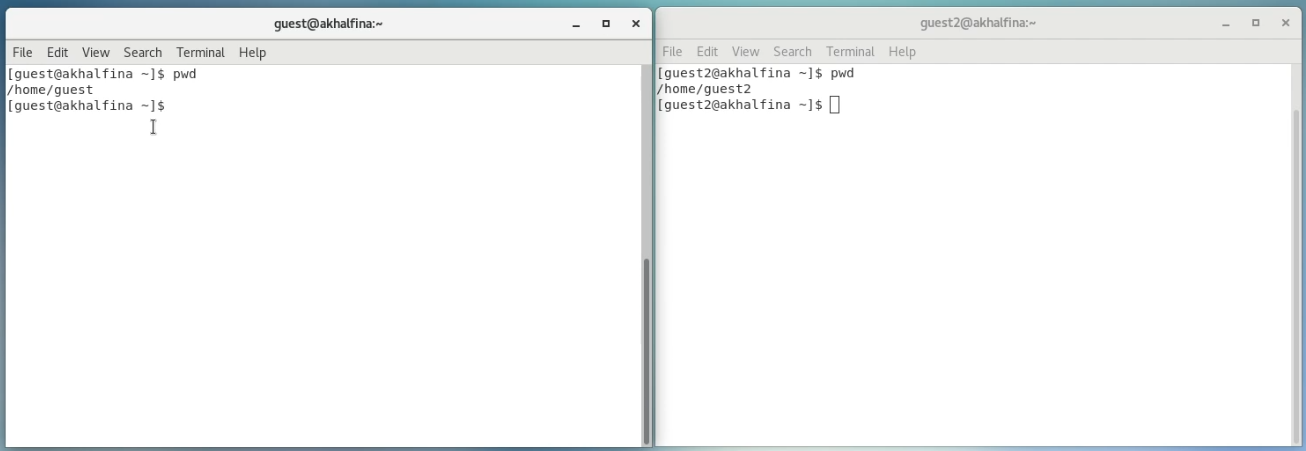 guest@akhalfina:~
File Edit View Search Terminal Help
[guest@akhalfina ~]$ pwd
/home/guest
[guest@akhalfina ~]$
guest2@akhalfina:~
File Edit View Search Terminal Help
[guest2@akhalfina ~]$ pwd
/home/guest2
[guest2@akhalfina ~]$